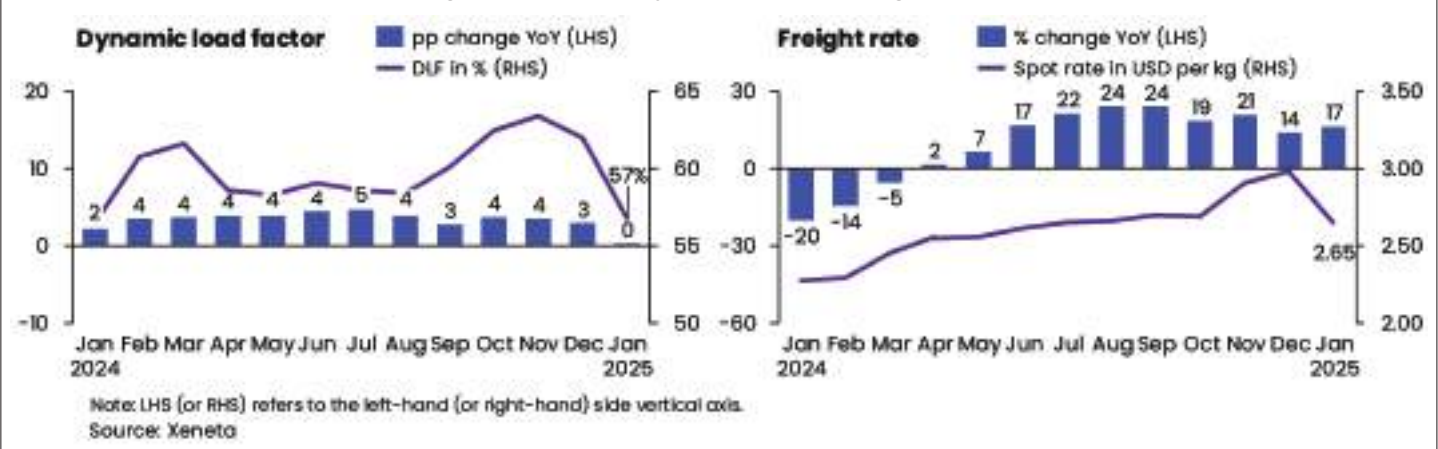 Dynamic load factor
pp change YoY (LHS)
DLF in % (RHS)
20
10
0
-10
65
60
55
50
2 4 4 4 4 4 5 4 3 4 4 3 0
57%
Jan Feb Mar Apr May Jun Jul Aug Sep Oct Nov Dec Jan
2024 2025
Freight rate
% change YoY (LHS)
Spot rate in USD per kg (RHS)
30
0
-30
-60
3.50
3.00
2.50
2.00
-20 -14 -5 2 7 17 22 24 24 19 21 14 17
2.65
Jan Feb Mar Apr May Jun Jul Aug Sep Oct Nov Dec Jan
2024 2025
Note: LHS (or RHS) refers to the left-hand (or right-hand) side vertical axis.
Source: Xeneta